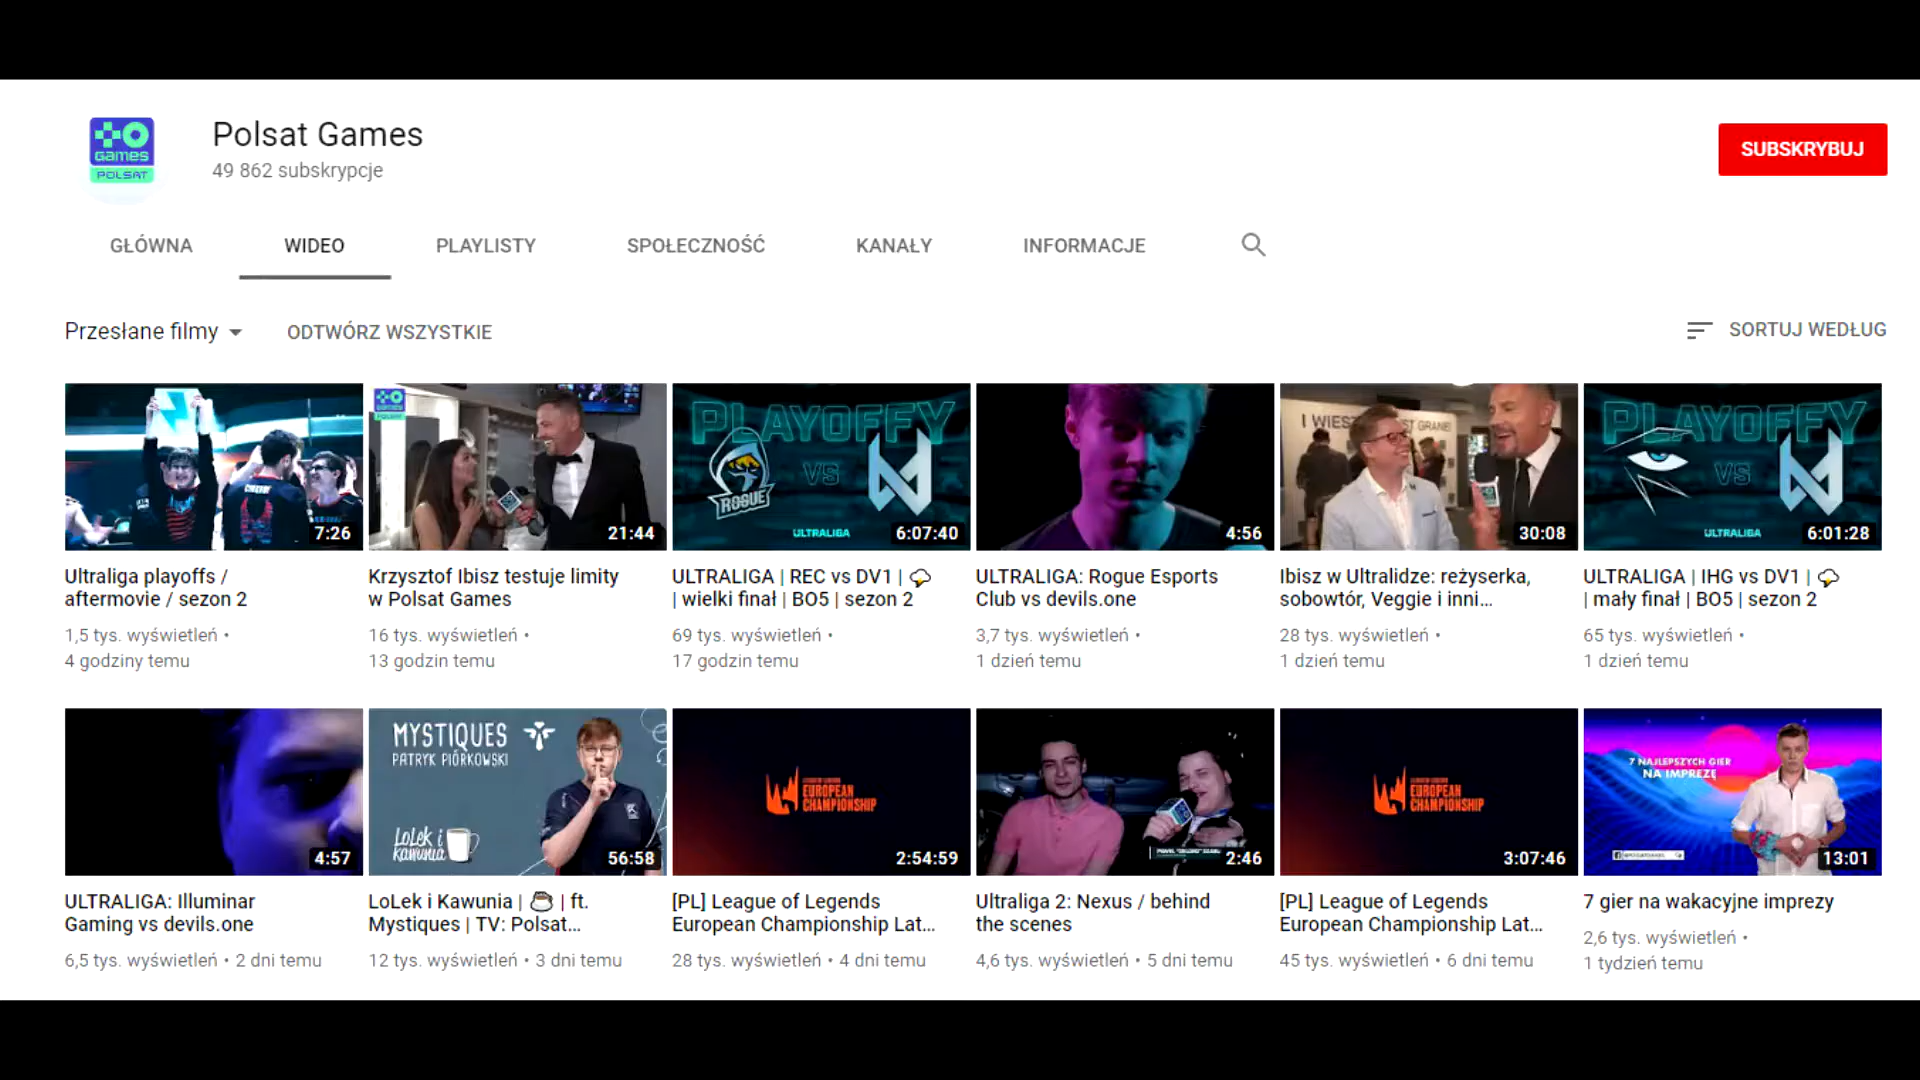 GAMES
POLSAT
Polsat Games
49 862 subskrypcje
SUBSKRYBUJ
GŁÓWNA
WIDEO
PLAYLISTY
SPOŁECZNOŚĆ
KANAŁY
INFORMACJE
Przesłane filmy
ODTWÓRZ WSZYSTKIE
SORTUJ WEDŁUG
7:26
21:44
PLAYOFFY
VS
ROGUE
ULTRALIGA
6:07:40
4:56
I WIESZ
ST GRANE!
30:08
PLAYOFFY
VS
ULTRALIGA
6:01:28
Ultraliga playoffs /
aftermovie / sezon 2
1,5 tys. wyświetleń •
4 godziny temu
Krzysztof Ibisz testuje limity
w Polsat Games
16 tys. wyświetleń •
13 godzin temu
ULTRALIGA | REC vs DV1 | 🌩
| wielki finał | BO5 | sezon 2
69 tys. wyświetleń •
17 godzin temu
ULTRALIGA: Rogue Esports
Club vs devils.one
3,7 tys. wyświetleń •
1 dzień temu
Ibisz w Ultralidze: reżyserka,
sobowtór, Veggie i inni...
28 tys. wyświetleń •
1 dzień temu
ULTRALIGA | IHG vs DV1 | 🌩
| mały finał | BO5 | sezon 2
65 tys. wyświetleń •
1 dzień temu
4:57
MYSTIQUES
PATRYK PIÓRKOWSKI
LoLek i
Kawunia
56:58
EUROPEAN
CHAMPIONSHIP
2:54:59
2:46
EUROPEAN
CHAMPIONSHIP
3:07:46
7 NAJLEPSZYCH GIER
NA IMPREZĘ
13:01
ULTRALIGA: Illuminar
Gaming vs devils.one
6,5 tys. wyświetleń • 2 dni temu
LoLek i Kawunia | ☕ | ft.
Mystiques | TV: Polsat...
12 tys. wyświetleń • 3 dni temu
[PL] League of Legends
European Championship Lat...
28 tys. wyświetleń • 4 dni temu
Ultraliga 2: Nexus / behind
the scenes
4,6 tys. wyświetleń • 5 dni temu
[PL] League of Legends
European Championship Lat...
45 tys. wyświetleń • 6 dni temu
7 gier na wakacyjne imprezy
2,6 tys. wyświetleń •
1 tydzień temu